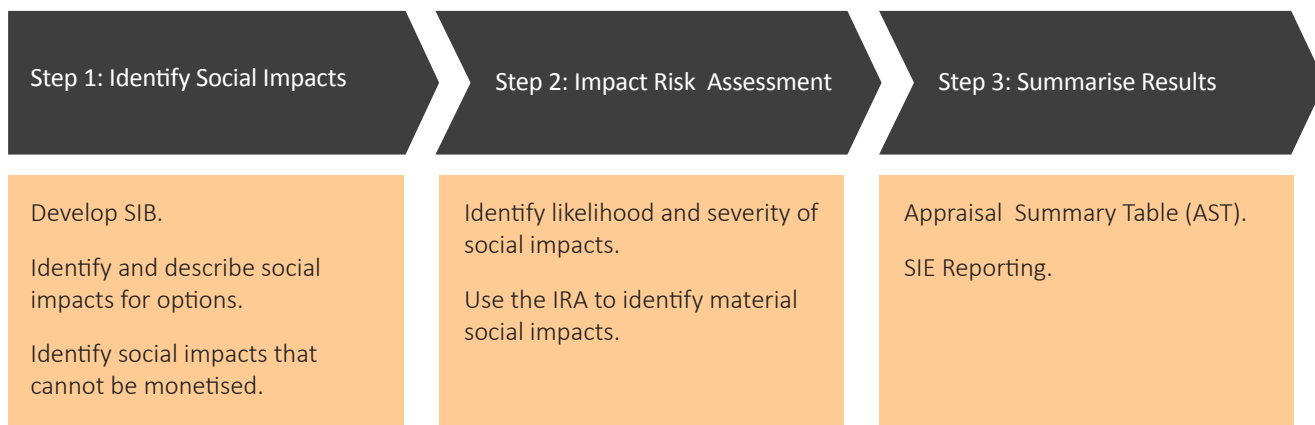 Step 1: Identify Social Impacts
Step 2: Impact Risk Assessment
Step 3: Summarise Results
Develop SIB.
Identify and describe social
impacts for options.
Identify social impacts that
cannot be monetised.
Identify likelihood and severity of
social impacts.
Use the IRA to identify material
social impacts.
Appraisal Summary Table (AST).
SIE Reporting.